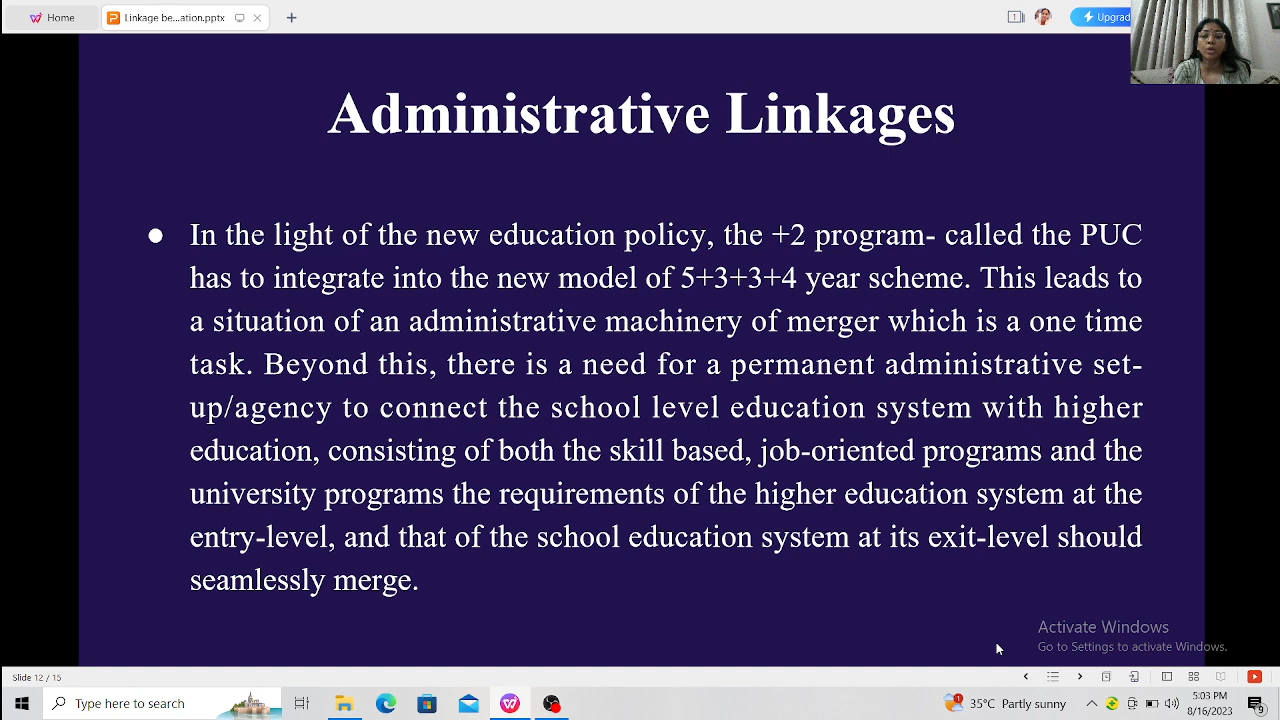 Home
Linkage be...ation.pptx
Upgrad
Administrative Linkages
In the light of the new education policy, the +2 program- called the PUC
has to integrate into the new model of 5+3+3+4 year scheme. This leads to
a situation of an administrative machinery of merger which is a one time
task. Beyond this, there is a need for a permanent administrative set-
up/agency to connect the school level education system with higher
education, consisting of both the skill based, job-oriented programs and the
university programs the requirements of the higher education system at the
entry-level, and that of the school education system at its exit-level should
seamlessly merge.
Activate Windows
Go to Settings to activate Windows.
Slide 12 / 15
Type here to search
35°C Partly sunny
5:03 PM
8/16/2023